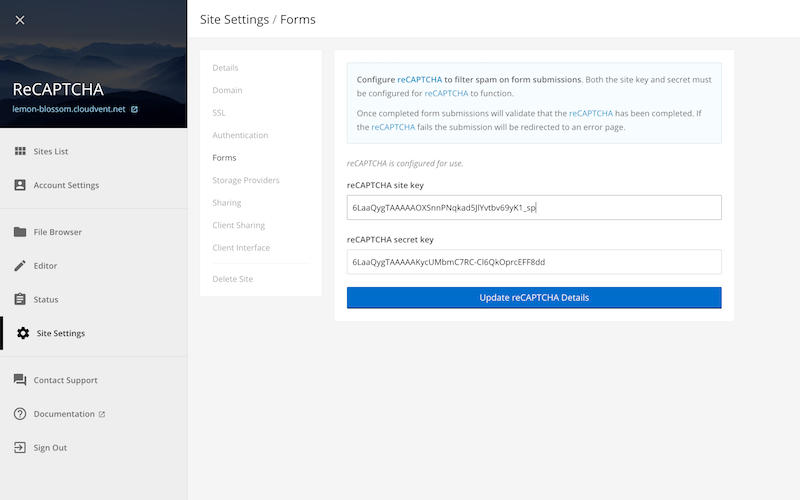 ReCAPTCHA
lemon-blossom.cloudvent.net
Sites List
Account Settings
File Browser
Editor
Status
Site Settings
Contact Support
Documentation
Sign Out
Site Settings / Forms
Details
Domain
SSL
Authentication
Forms
Storage Providers
Sharing
Client Sharing
Client Interface
Delete Site
Configure reCAPTCHA to filter spam on form submissions. Both the site key and secret must
be configured for reCAPTCHA to function.
Once completed form submissions will validate that the reCAPTCHA has been completed. If
the reCAPTCHA fails the submission will be redirected to an error page.
reCAPTCHA is configured for use.
reCAPTCHA site key
6LaaQygTAAAAAOXSnnPNqkad5JlYvtbv69yK1_sp
reCAPTCHA secret key
6LaaQygTAAAAAKycUMbmC7RC-Cl6QkOprcEFF8dd
Update reCAPTCHA Details